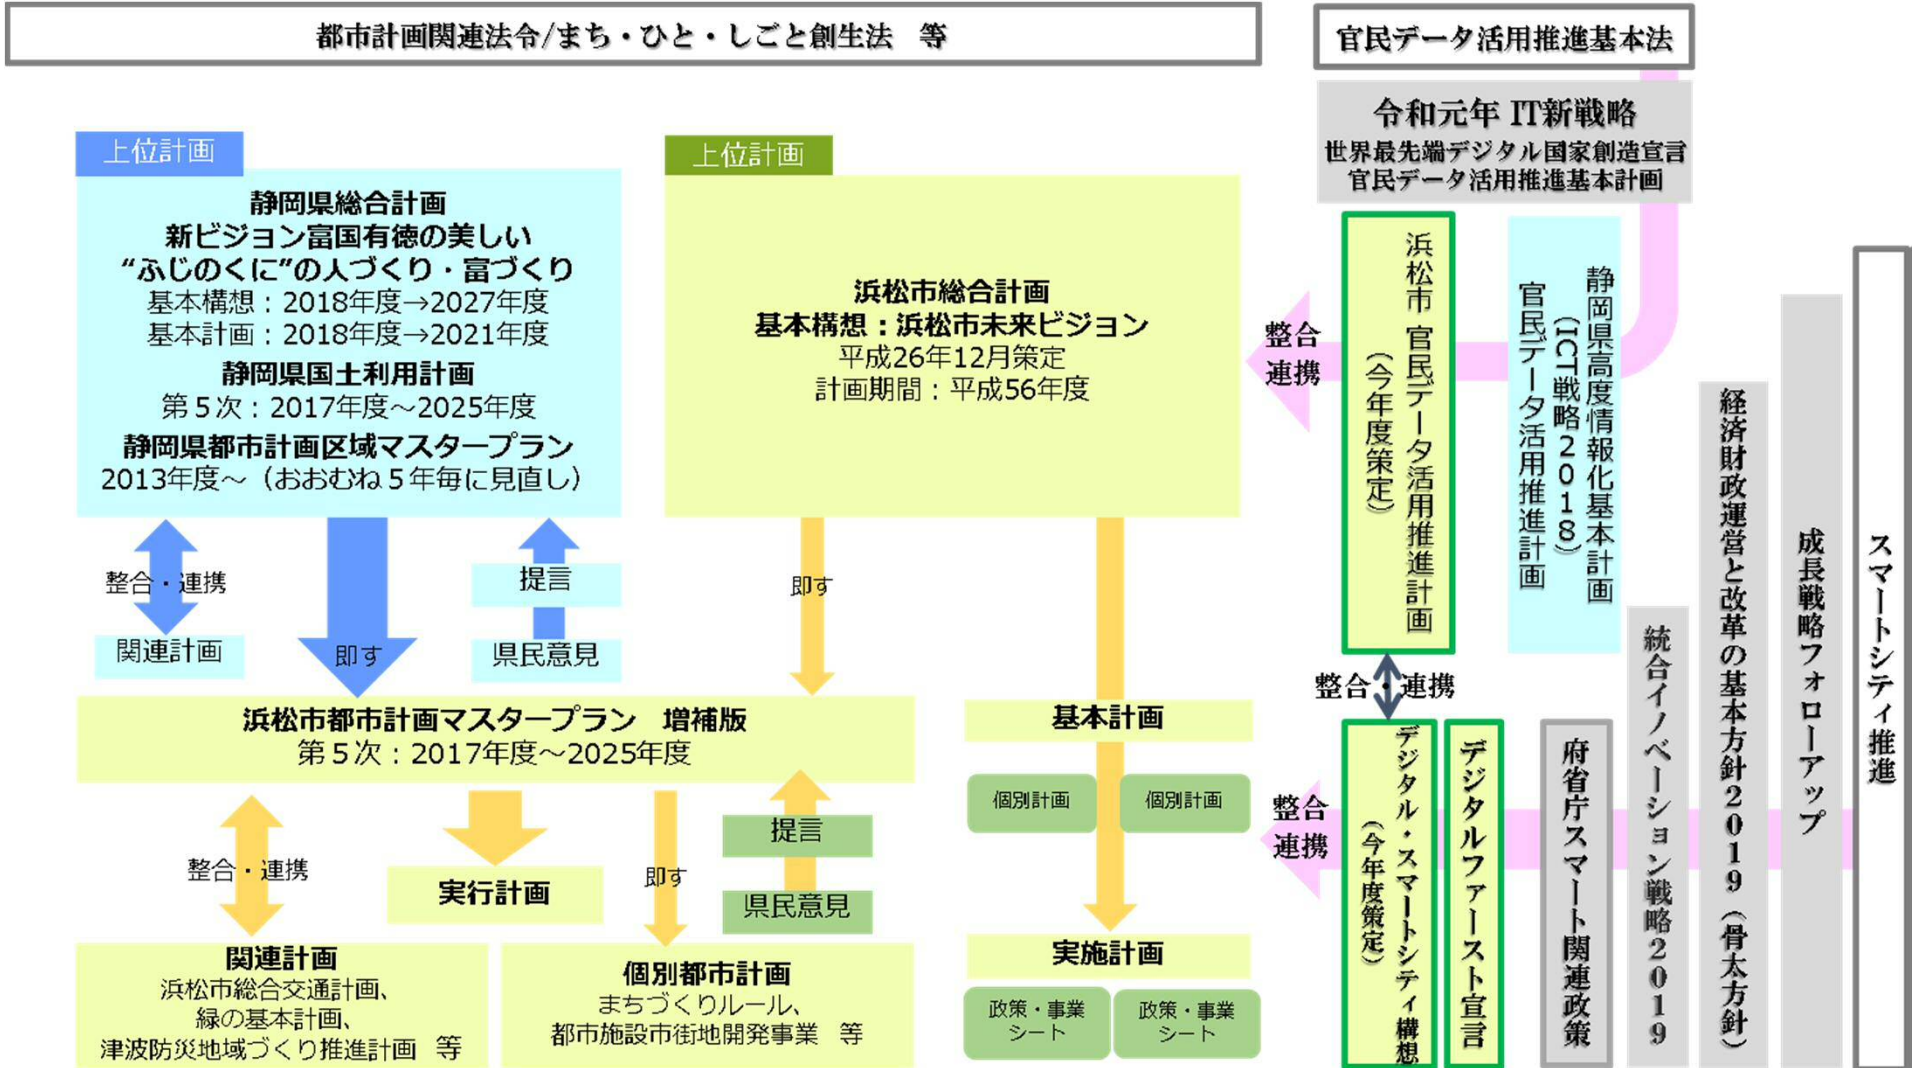 都市計画関連法令/まち・ひと・しごと創生法　等
官民データ活用推進基本法
令和元年 IT新戦略
世界最先端デジタル国家創造宣言
官民データ活用推進基本計画
上位計画
静岡県総合計画
新ビジョン富国有徳の美しい
“ふじのくに”の人づくり・富づくり
基本構想：2018年度→2027年度
基本計画：2018年度→2021年度
静岡県国土利用計画
第５次：2017年度～2025年度
静岡県都市計画区域マスタープラン
2013年度～（おおむね５年毎に見直し）
上位計画
浜松市総合計画
基本構想：浜松市未来ビジョン
平成26年12月策定
計画期間：平成56年度
整合
連携
浜松市 官民データ活用推進計画
（今年度策定）
静岡県高度情報化基本計画
（ICT戦略２０１８）
官民データ活用推進計画
整合・連携
関連計画
即す
提言
県民意見
即す
浜松市都市計画マスタープラン　増補版
第５次：2017年度～2025年度
整合・連携
実行計画
即す
提言
県民意見
関連計画
浜松市総合交通計画、
緑の基本計画、
津波防災地域づくり推進計画　等
個別都市計画
まちづくりルール、
都市施設市街地開発事業　等
基本計画
個別計画
個別計画
実施計画
政策・事業
シート
政策・事業
シート
整合・連携
整合
連携
デジタル・スマートシティ構想
（今年度策定）
デジタルファースト宣言
府省庁スマート関連政策
統合イノベーション戦略２０１９
経済財政運営と改革の基本方針２０１９（骨太方針）
成長戦略フォローアップ
スマートシティ推進